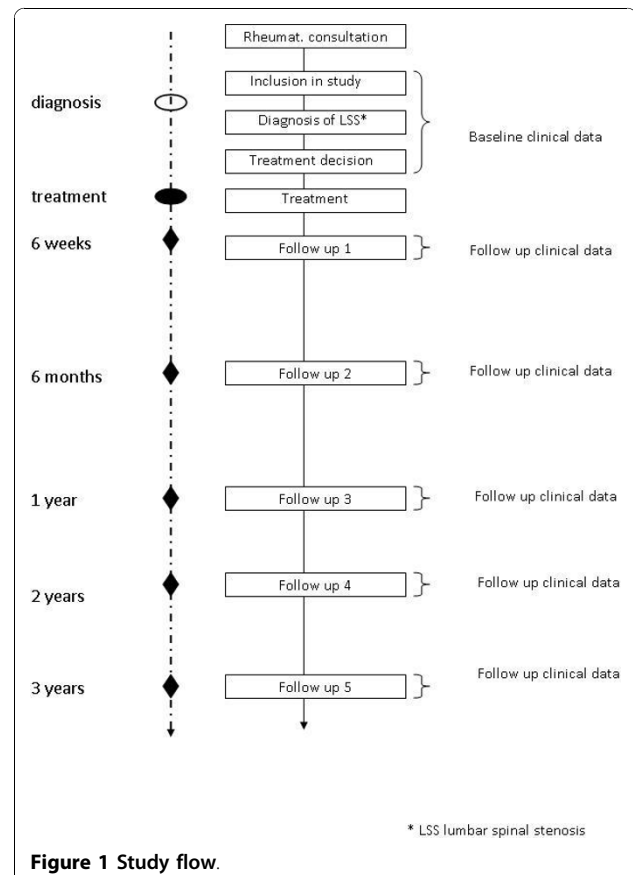 Rheumat. consultation
Inclusion in study
diagnosis
Diagnosis of LSS*
Baseline clinical data
Treatment decision
treatment
Treatment
6 weeks
Follow up 1
Follow up clinical data
6 months
Follow up 2
Follow up clinical data
1 year
Follow up 3
Follow up clinical data
2 years
Follow up 4
Follow up clinical data
3 years
Follow up 5
Follow up clinical data
* LSS lumbar spinal stenosis
Figure 1 Study flow.